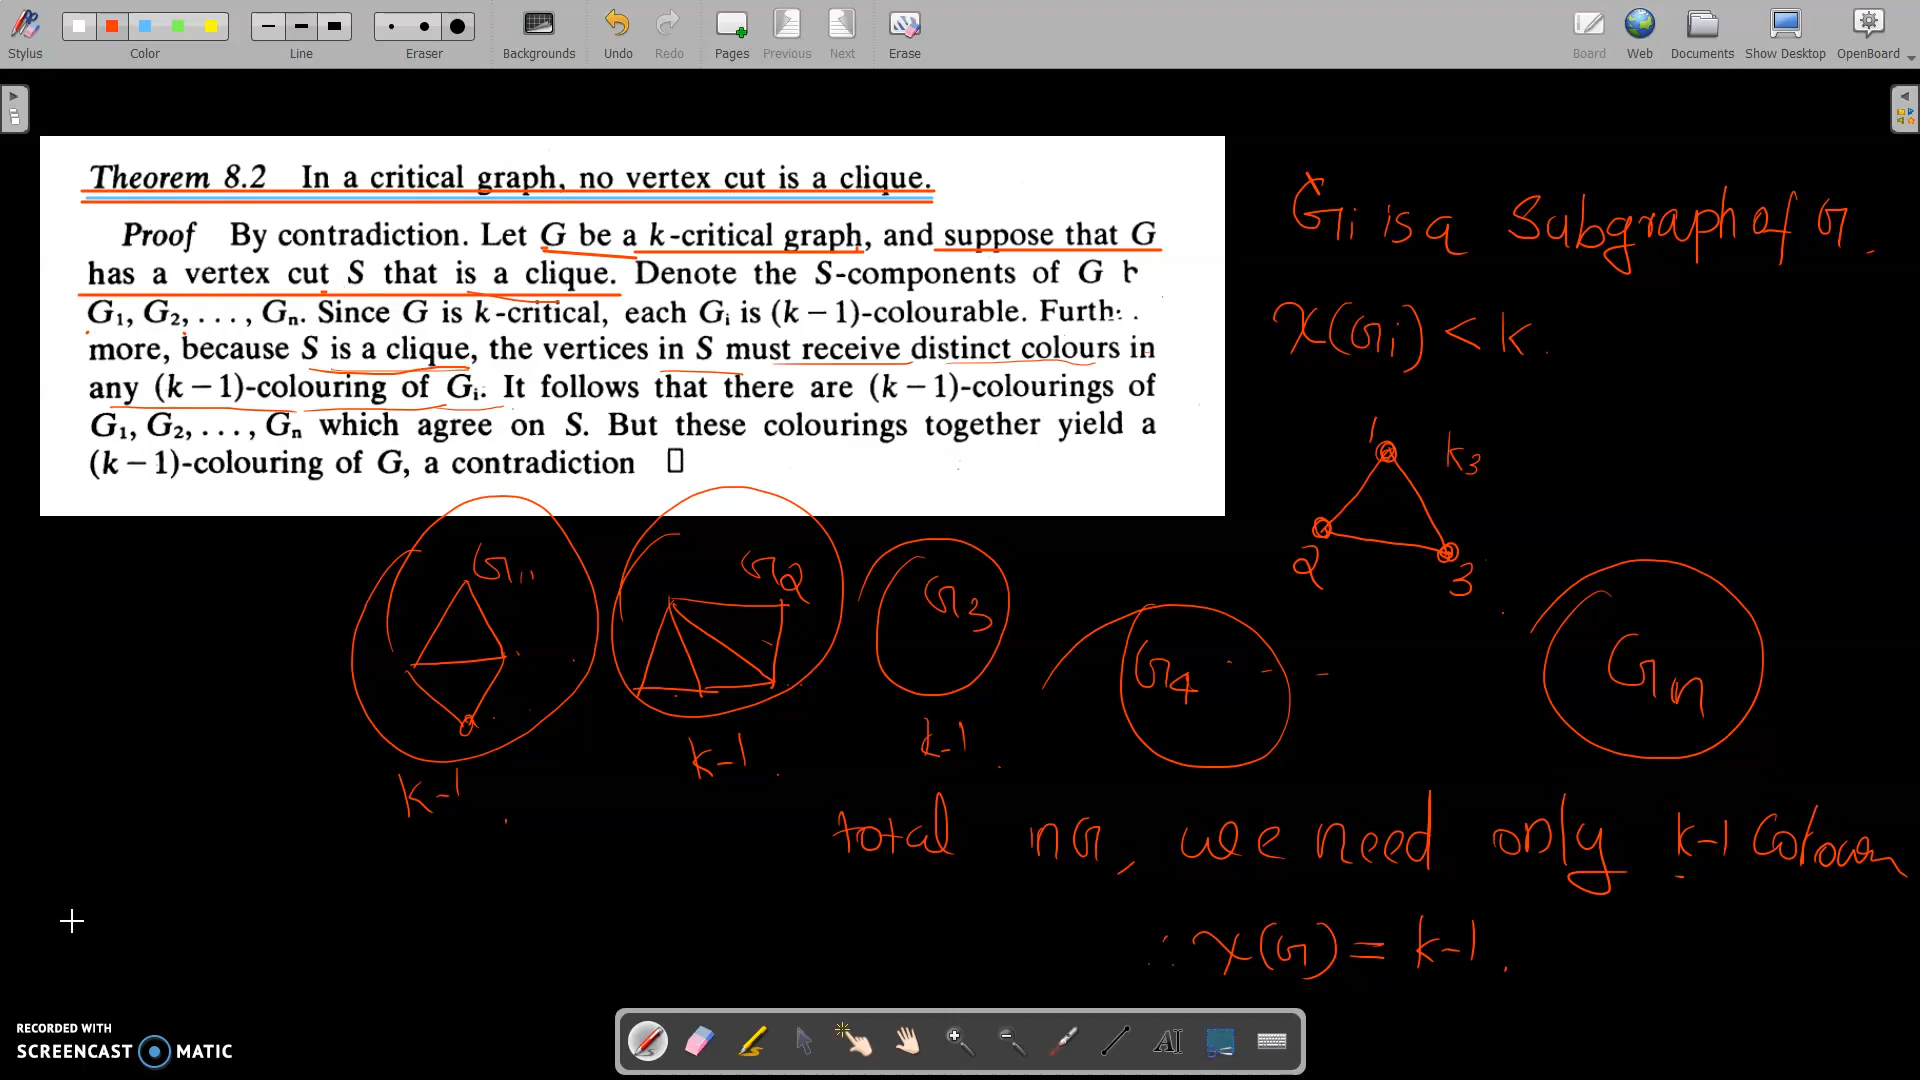 Stylus
Color
Line
Eraser
Backgrounds
Undo
Redo
Pages
Previous
Next
Erase
Board
Web
Documents
Show Desktop
OpenBoard
Theorem 8.2 In a critical graph, no vertex cut is a clique.
Proof By contradiction. Let G be a k-critical graph, and suppose that G
has a vertex cut S that is a clique. Denote the S-components of G
G₁, G₂, . . . , Gₙ. Since G is k-critical, each Gᵢ is (k − 1)-colourable. Furth
more, because S is a clique, the vertices in S must receive distinct colours in
any (k − 1)-colouring of Gᵢ. It follows that there are (k − 1)-colourings of
G₁, G₂, . . . , Gₙ which agree on S. But these colourings together yield a
(k − 1)-colouring of G, a contradiction □
Gi is a Subgraph of G.
χ(Gi) < k.
1
k3
2
3
G1
G2
G3
G4
Gn
k-1
k-1
k-1
total in G, we need only k-1
∴ χ(G) = k-1.
RECORDED WITH
SCREENCAST MATIC
AI